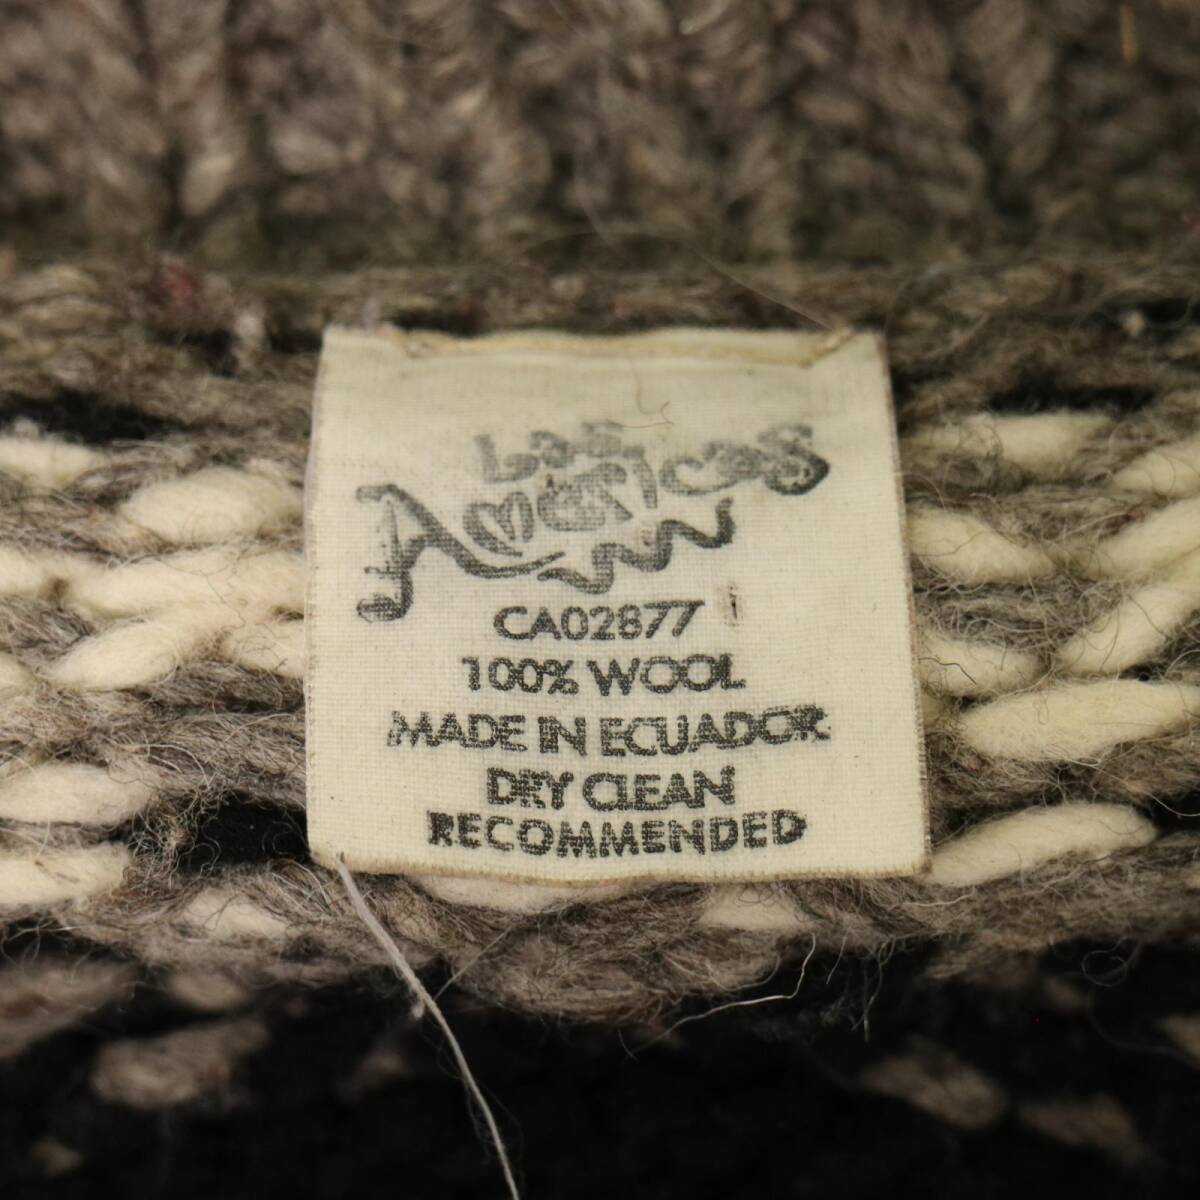 Las
Americas
CA02877
100% WOOL
MADE IN ECUADOR
DRY CLEAN
RECOMMENDED